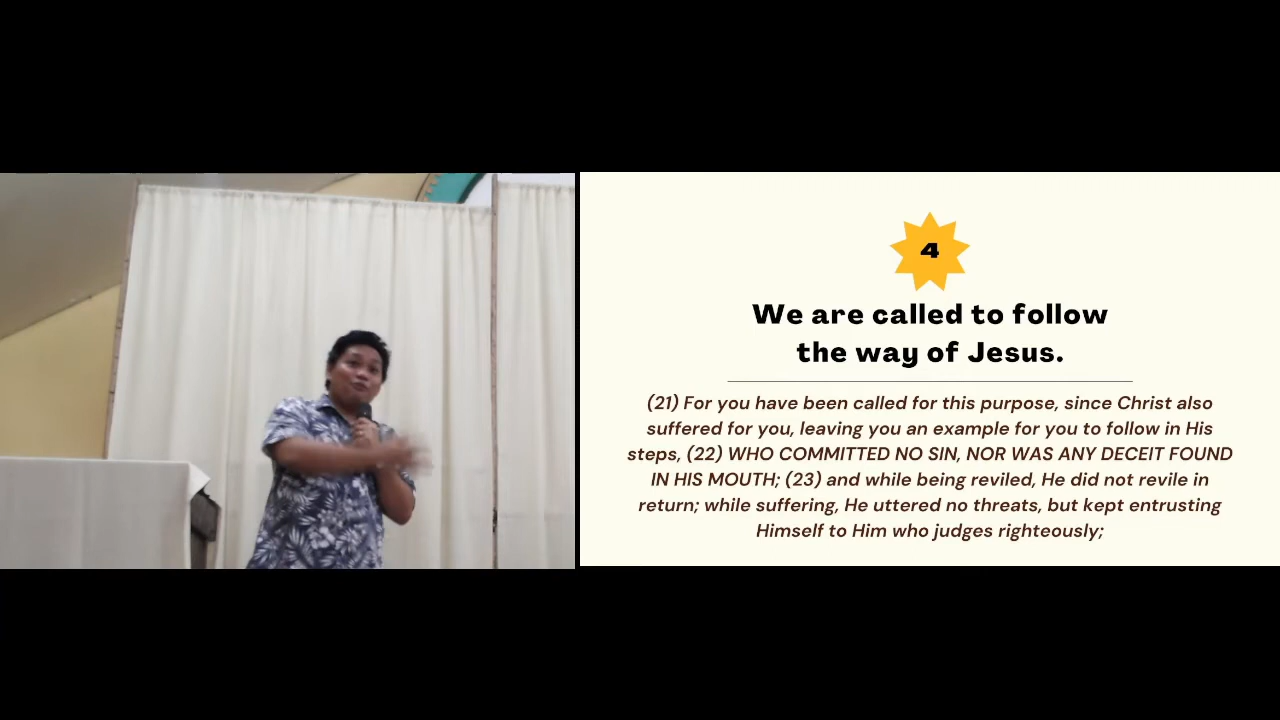 4
We are called to follow
the way of Jesus.
(21) For you have been called for this purpose, since Christ also
suffered for you, leaving you an example for you to follow in His
steps, (22) WHO COMMITTED NO SIN, NOR WAS ANY DECEIT FOUND
IN HIS MOUTH; (23) and while being reviled, He did not revile in
return; while suffering, He uttered no threats, but kept entrusting
Himself to Him who judges righteously;